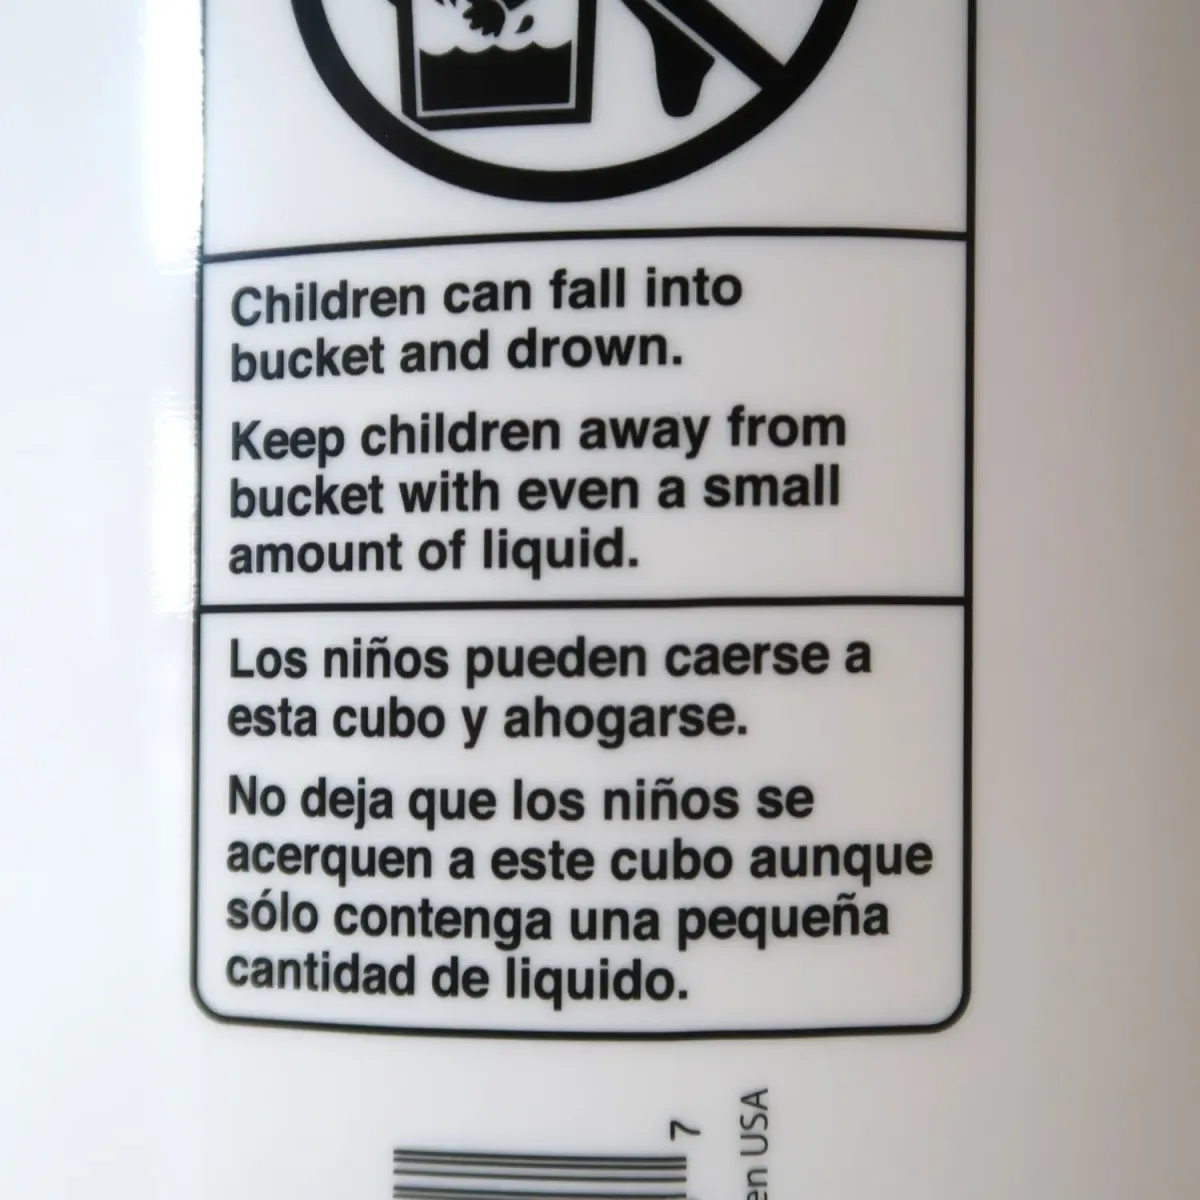 Children can fall into
bucket and drown.
Keep children away from
bucket with even a small
amount of liquid.
Los niños pueden caerse a
esta cubo y ahogarse.
No deja que los niños se
acerquen a este cubo aunque
sólo contenga una pequeña
cantidad de liquido.
7
en USA